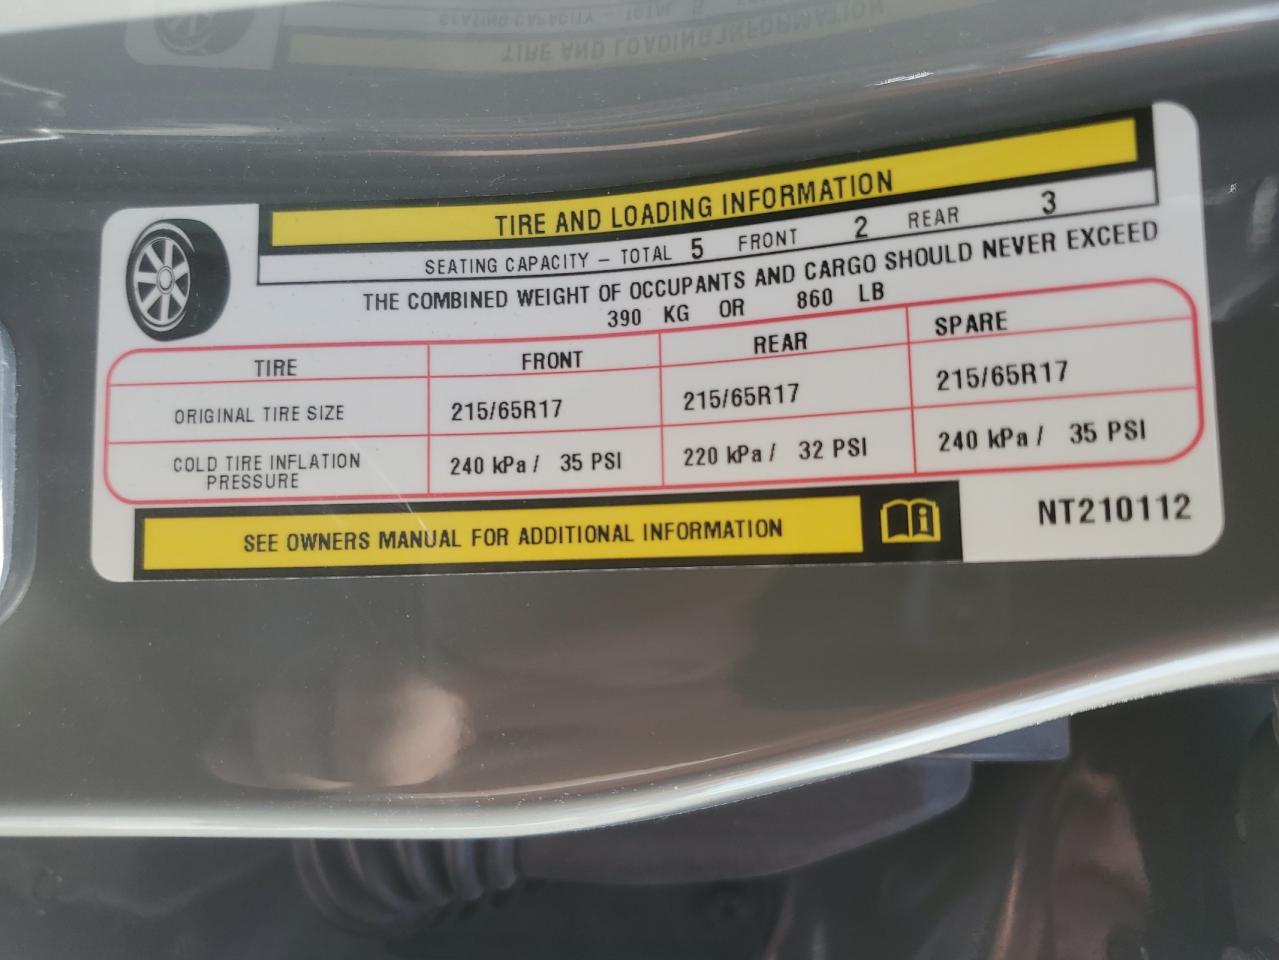 TIRE AND LOADING INFORMATION
SEATING CAPACITY – TOTAL 5 FRONT 2 REAR 3
THE COMBINED WEIGHT OF OCCUPANTS AND CARGO SHOULD NEVER EXCEED
390 KG OR 860 LB
TIRE FRONT REAR SPARE
ORIGINAL TIRE SIZE 215/65R17 215/65R17 215/65R17
COLD TIRE INFLATION PRESSURE 240 kPa / 35 PSI 220 kPa / 32 PSI 240 kPa / 35 PSI
SEE OWNERS MANUAL FOR ADDITIONAL INFORMATION
NT210112